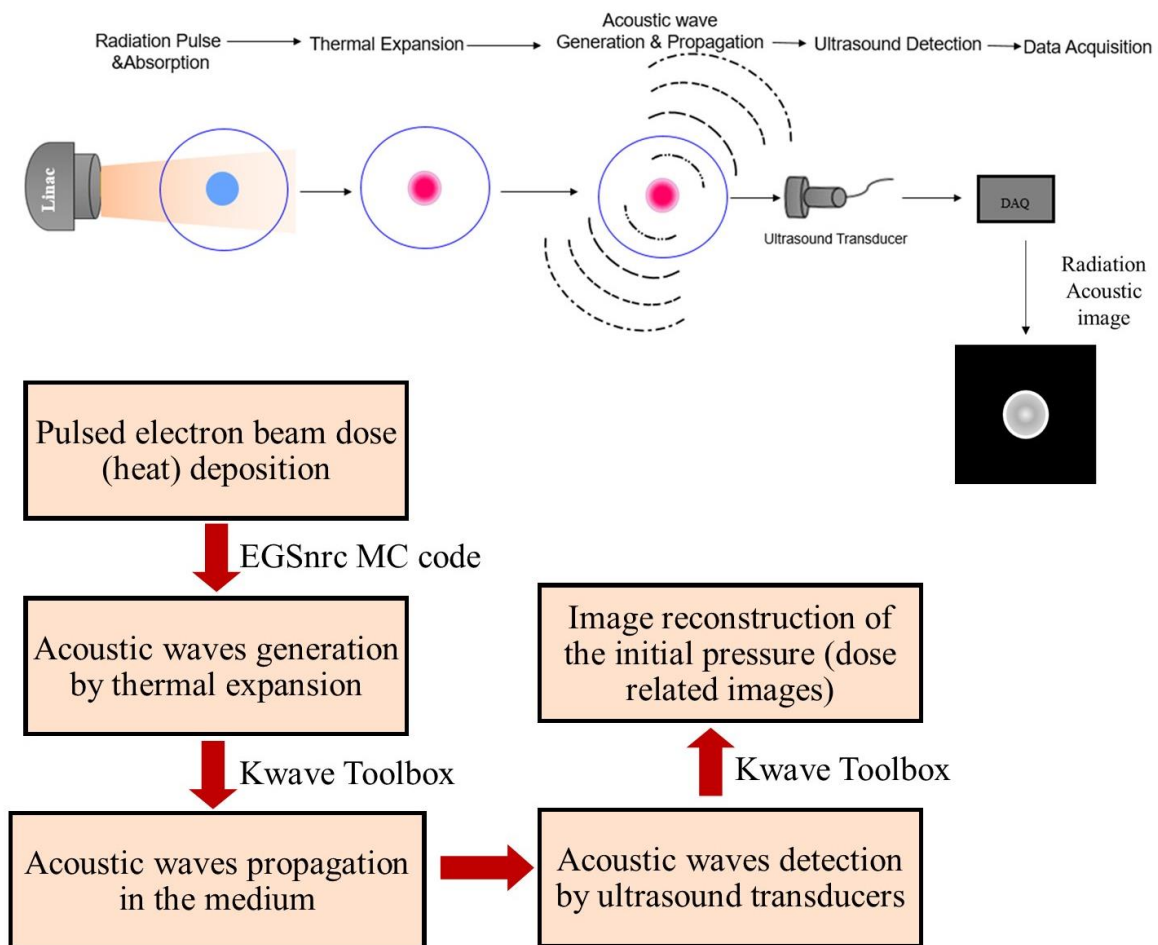 Radiation Pulse
&Absorption
Thermal Expansion
Acoustic wave
Generation & Propagation
Ultrasound Detection
Data Acquisition
Linac
Ultrasound Transducer
DAQ
Radiation
Acoustic
image
Pulsed electron beam dose
(heat) deposition
EGSnrc MC code
Acoustic waves generation
by thermal expansion
Kwave Toolbox
Acoustic waves propagation
in the medium
Acoustic waves detection
by ultrasound transducers
Kwave Toolbox
Image reconstruction of
the initial pressure (dose
related images)